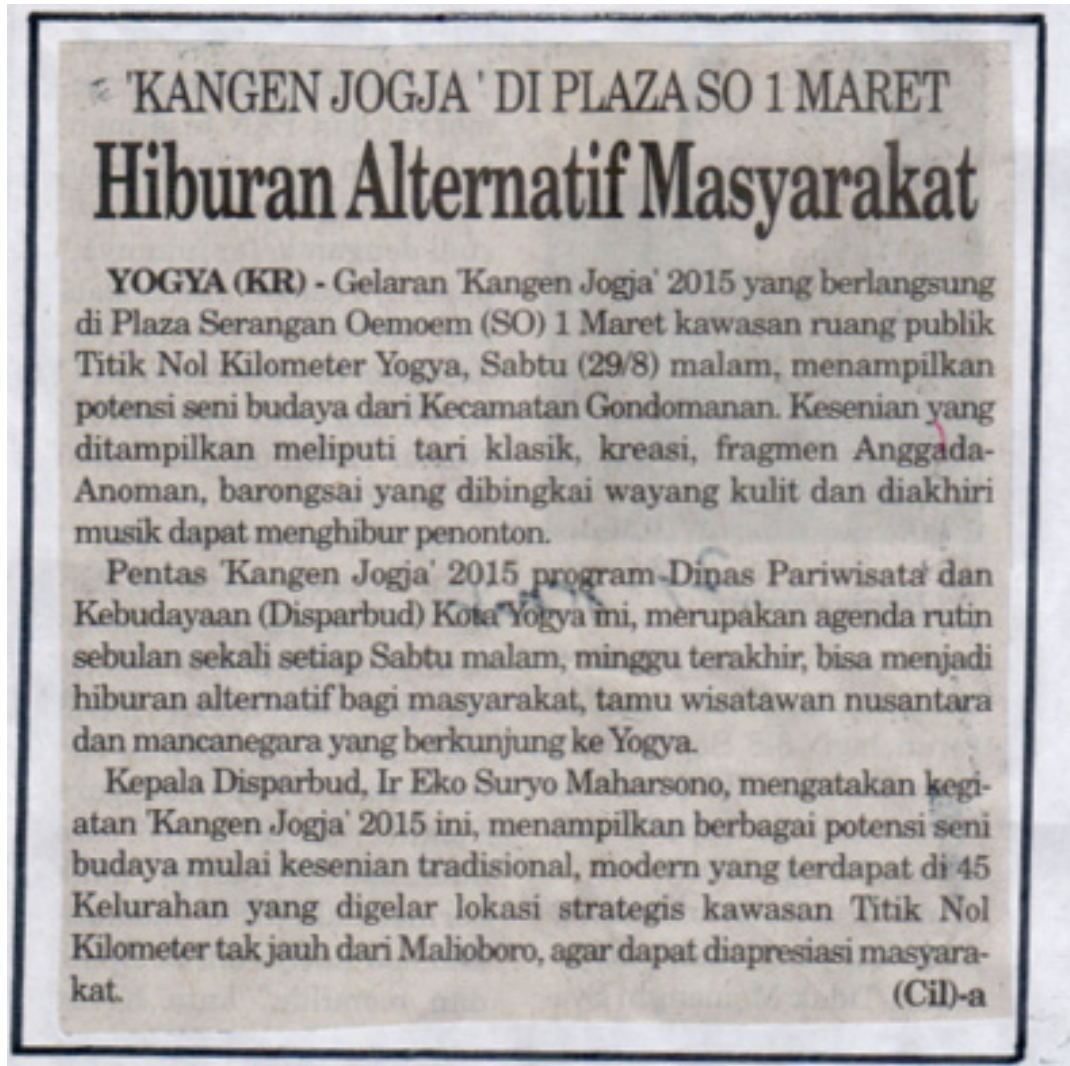 'KANGEN JOGJA' DI PLAZA SO 1 MARET
Hiburan Alternatif Masyarakat
YOGYA (KR) - Gelaran 'Kangen Jogja' 2015 yang berlangsung
di Plaza Serangan Oemoem (SO) 1 Maret kawasan ruang publik
Titik Nol Kilometer Yogya, Sabtu (29/8) malam, menampilkan
potensi seni budaya dari Kecamatan Gondomanan. Kesenian yang
ditampilkan meliputi tari klasik, kreasi, fragmen Anggada-
Anoman, barongsai yang dibingkai wayang kulit dan diakhiri
musik dapat menghibur penonton.
Pentas 'Kangen Jogja' 2015 program Dinas Pariwisata dan
Kebudayaan (Disparbud) Kota Yogya ini, merupakan agenda rutin
sebulan sekali setiap Sabtu malam, minggu terakhir, bisa menjadi
hiburan alternatif bagi masyarakat, tamu wisatawan nusantara
dan mancanegara yang berkunjung ke Yogya.
Kepala Disparbud, Ir Eko Suryo Maharsono, mengatakan kegi-
atan 'Kangen Jogja' 2015 ini, menampilkan berbagai potensi seni
budaya mulai kesenian tradisional, modern yang terdapat di 45
Kelurahan yang digelar lokasi strategis kawasan Titik Nol
Kilometer tak jauh dari Malioboro, agar dapat diapresiasi masyara-
kat. (Cil)-a